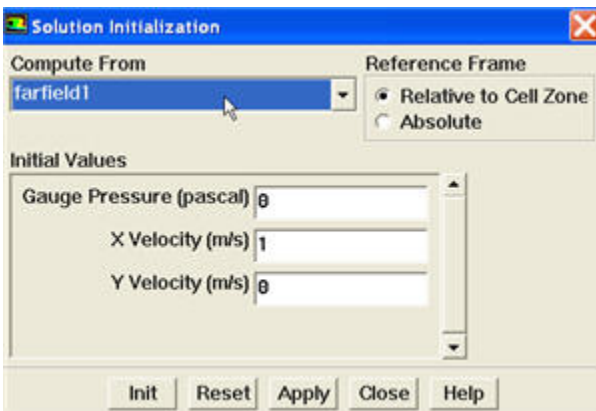 Solution Initialization
Compute From
farfield1
Reference Frame
Relative to Cell Zone
Absolute
Initial Values
Gauge Pressure (pascal) 0
X Velocity (m/s) 1
Y Velocity (m/s) 0
Init Reset Apply Close Help